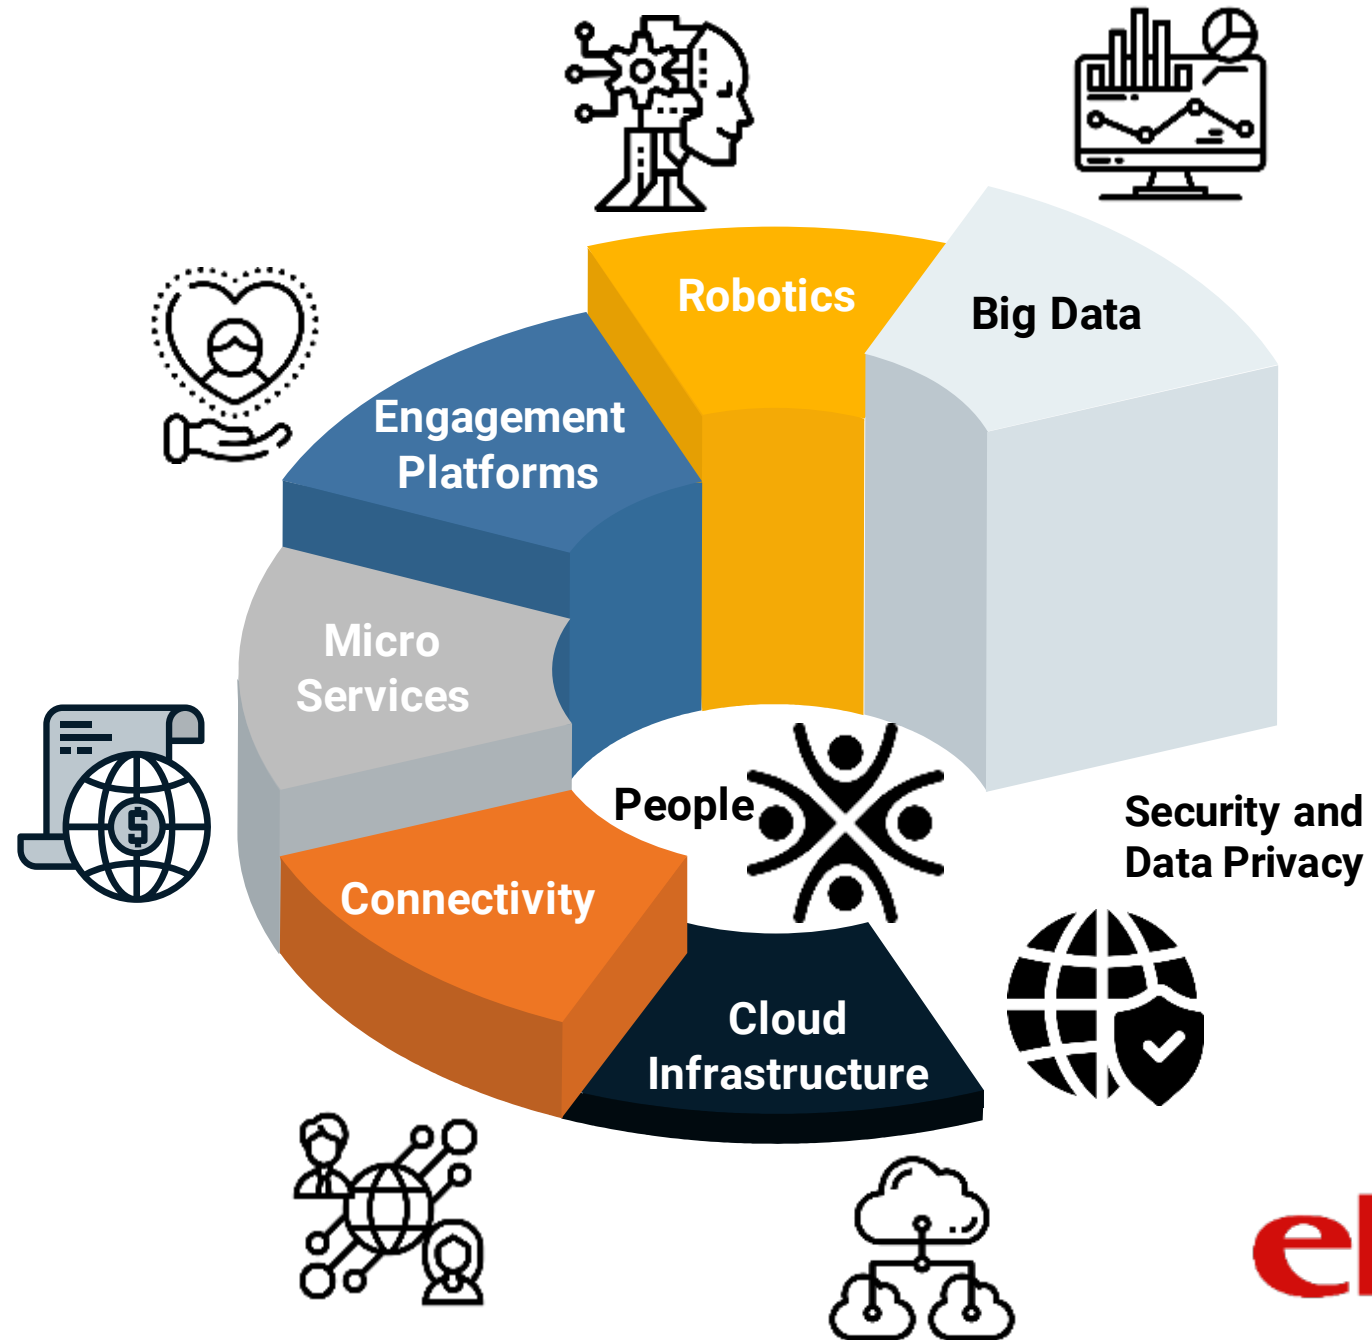 Robotics
Big Data
Engagement
Platforms
Micro
Services
$
People
Security and
Data Privacy
Connectivity
Cloud
Infrastructure